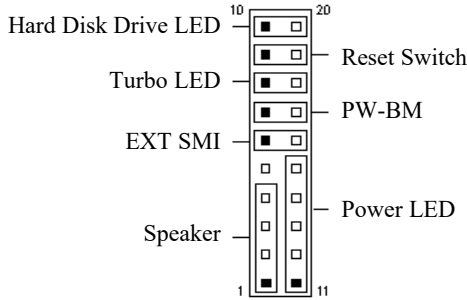 10 20
Hard Disk Drive LED
Reset Switch
Turbo LED
PW-BM
EXT SMI
Power LED
Speaker
1 11